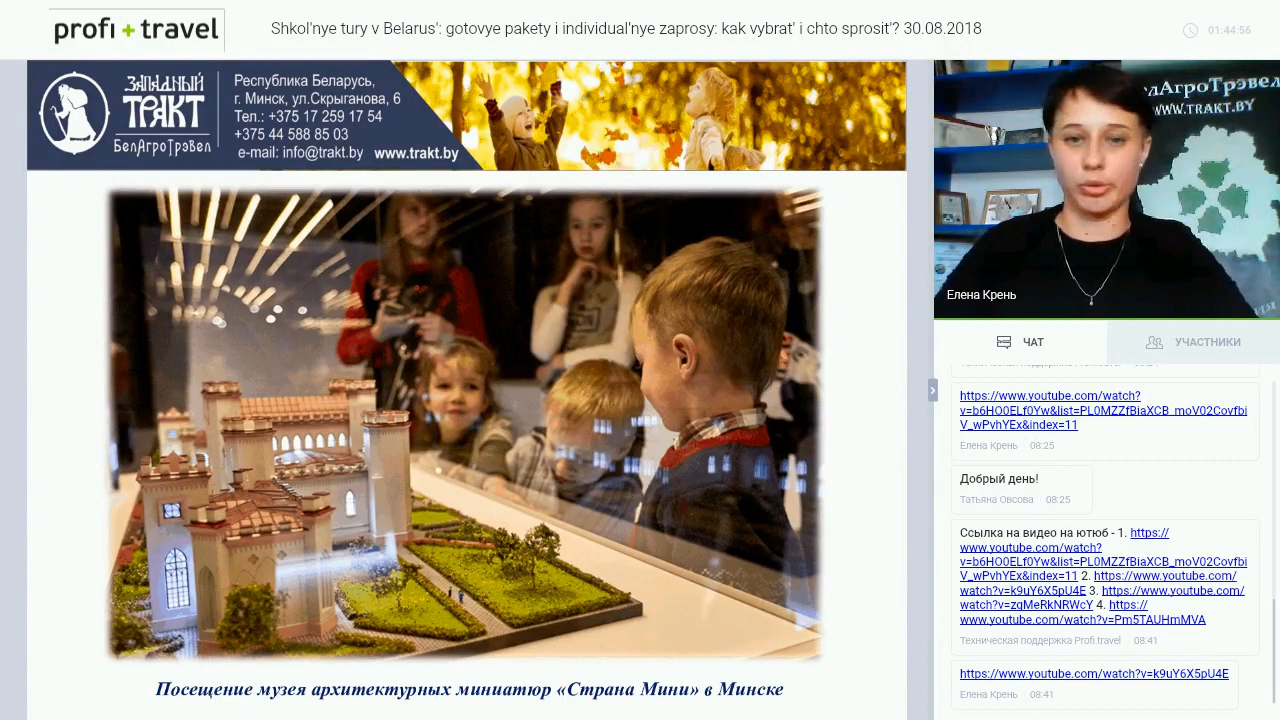 profi + travel
Shkol'nye tury v Belarus': gotovye pakety i individual'nye zaprosy: kak vybrat' i chto sprosit'? 30.08.2018
01:44:56
ЗАПАДНЫЙ
ТРАКТ
БелАгроТрэвел
Республика Беларусь,
г. Минск, ул.Скрыганова, 6
Тел.: +375 17 259 17 54
+375 44 588 85 03
e-mail: info@trakt.by www.trakt.by
Посещение музея архитектурных миниатюр «Страна Мини» в Минске
елАгроТрэвел
WWW.TRAKT.BY
Елена Крень
ЧАТ
УЧАСТНИКИ
https://www.youtube.com/watch?
v=b6HO0ELf0Yw&list=PL0MZZfBiaXCB_moV02Covfbi
V_wPvhYEx&index=11
Елена Крень 08:25
Добрый день!
Татьяна Овсова 08:25
Ссылка на видео на ютюб - 1. https://
www.youtube.com/watch?
v=b6HO0ELf0Yw&list=PL0MZZfBiaXCB_moV02Covfbi
V_wPvhYEx&index=11 2. https://www.youtube.com/
watch?v=k9uY6X5pU4E 3. https://www.youtube.com/
watch?v=zgMeRkNRWcY 4. https://
www.youtube.com/watch?v=Pm5TAUHmMVA
Техническая поддержка Profi.travel 08:41
https://www.youtube.com/watch?v=k9uY6X5pU4E
Елена Крень 08:41